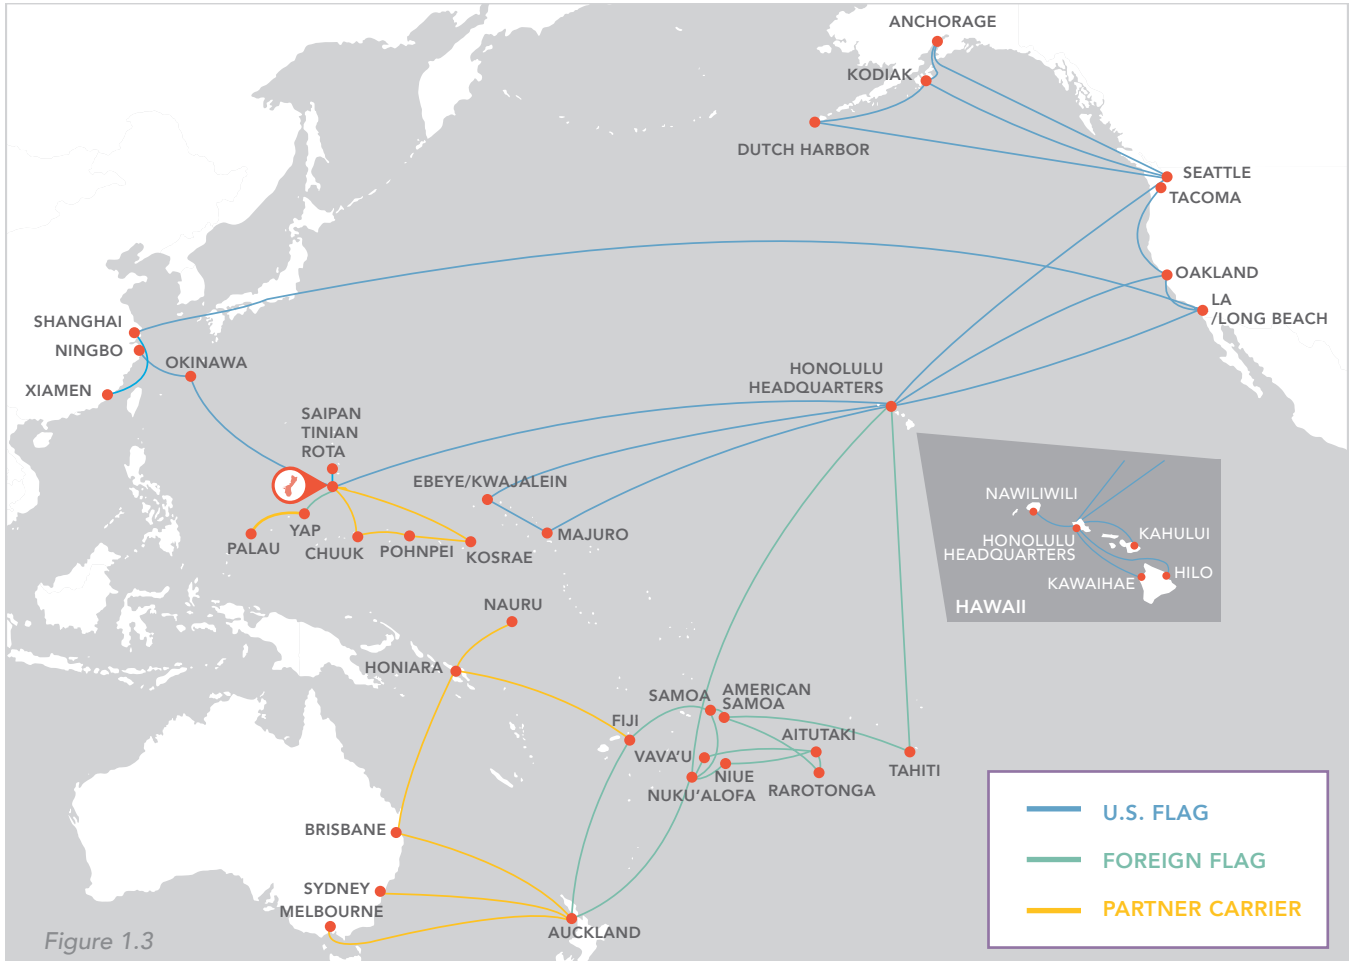 ANCHORAGE
KODIAK
DUTCH HARBOR
SEATTLE
TACOMA
OAKLAND
LA
/LONG BEACH
SHANGHAI
NINGBO
OKINAWA
XIAMEN
HONOLULU
HEADQUARTERS
SAIPAN
TINIAN
ROTA
EBEYE/KWAJALEIN
YAP
PALAU
CHUUK
POHNPEI
KOSRAE
MAJURO
NAWILIWILI
HONOLULU
HEADQUARTERS
KAHULUI
KAWAIHAE
HILO
HAWAII
NAURU
HONIARA
SAMOA
AMERICAN
SAMOA
FIJI
AITUTAKI
VAVA'U
NIUE
NUKU'ALOFA
RAROTONGA
TAHITI
BRISBANE
SYDNEY
MELBOURNE
AUCKLAND
U.S. FLAG
FOREIGN FLAG
PARTNER CARRIER
Figure 1.3